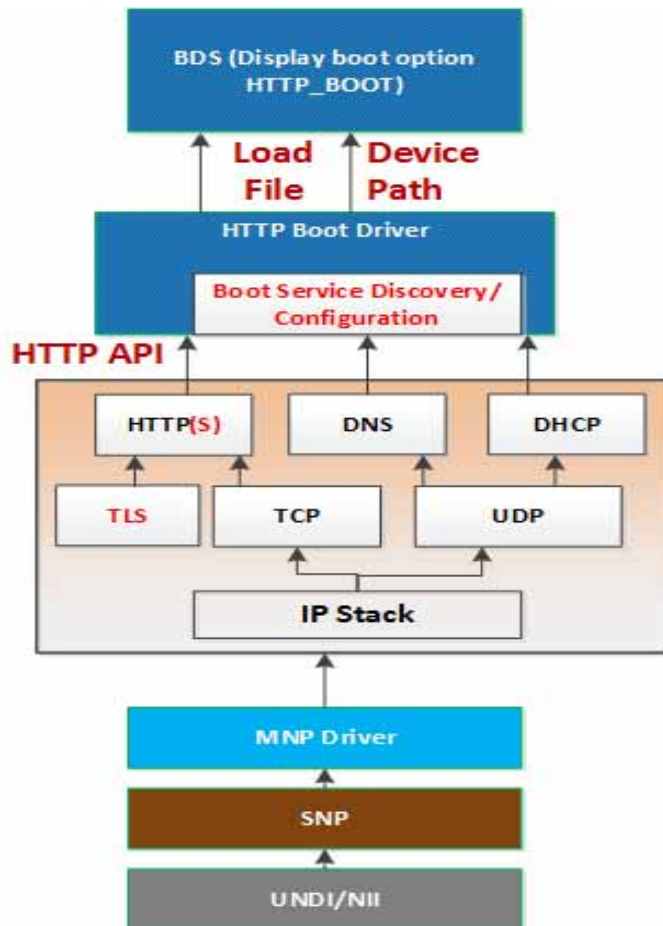 BDS (Display boot option
HTTP_BOOT)
Load
File
Device
Path
HTTP Boot Driver
Boot Service Discovery/
Configuration
HTTP API
HTTP(S)
DNS
DHCP
TLS
TCP
UDP
IP Stack
MNP Driver
SNP
UNDI/NII